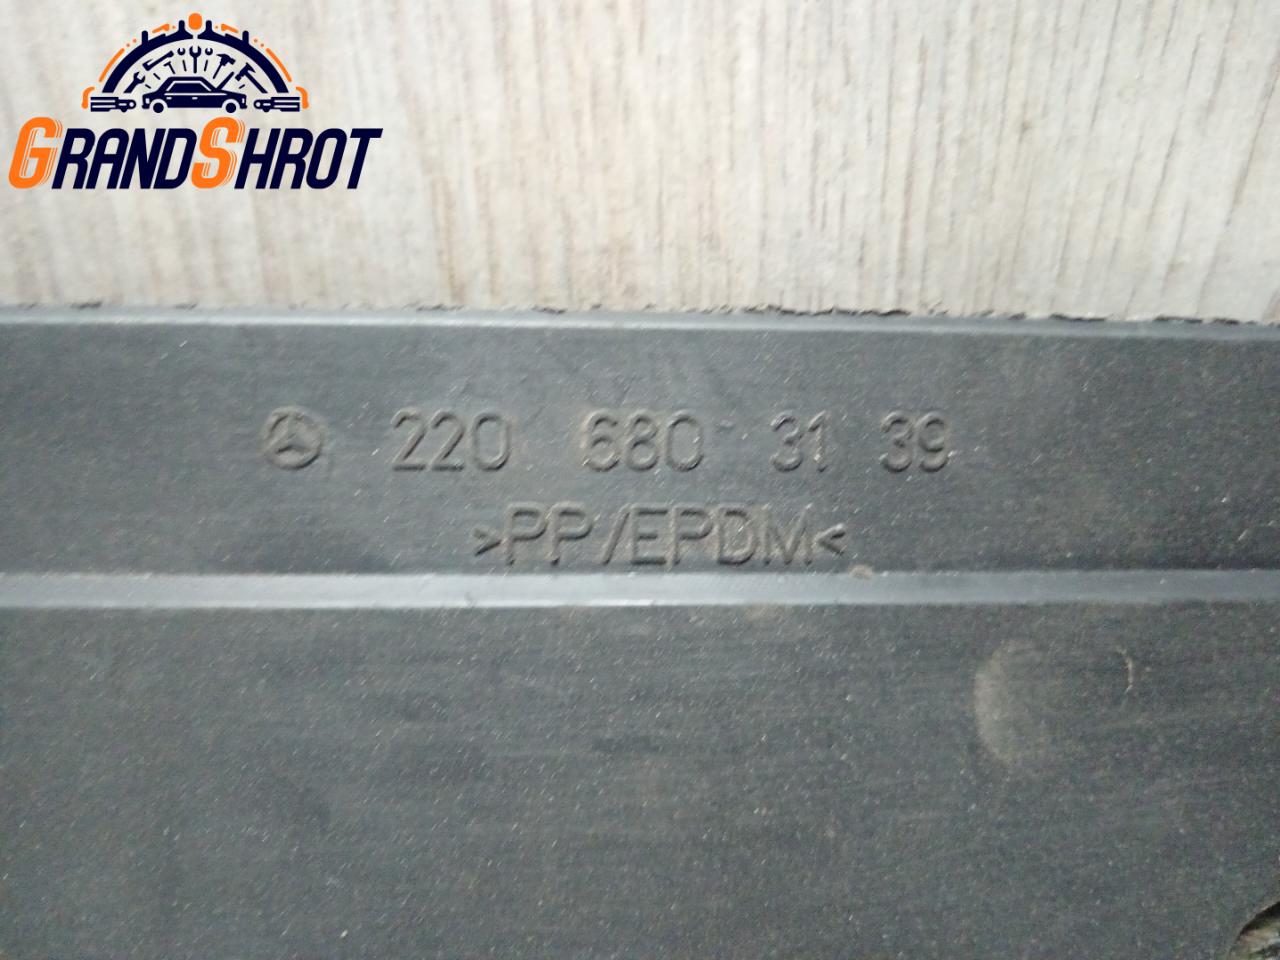 GRANDSHROT
220 680 31 39
>PP/EPDM<